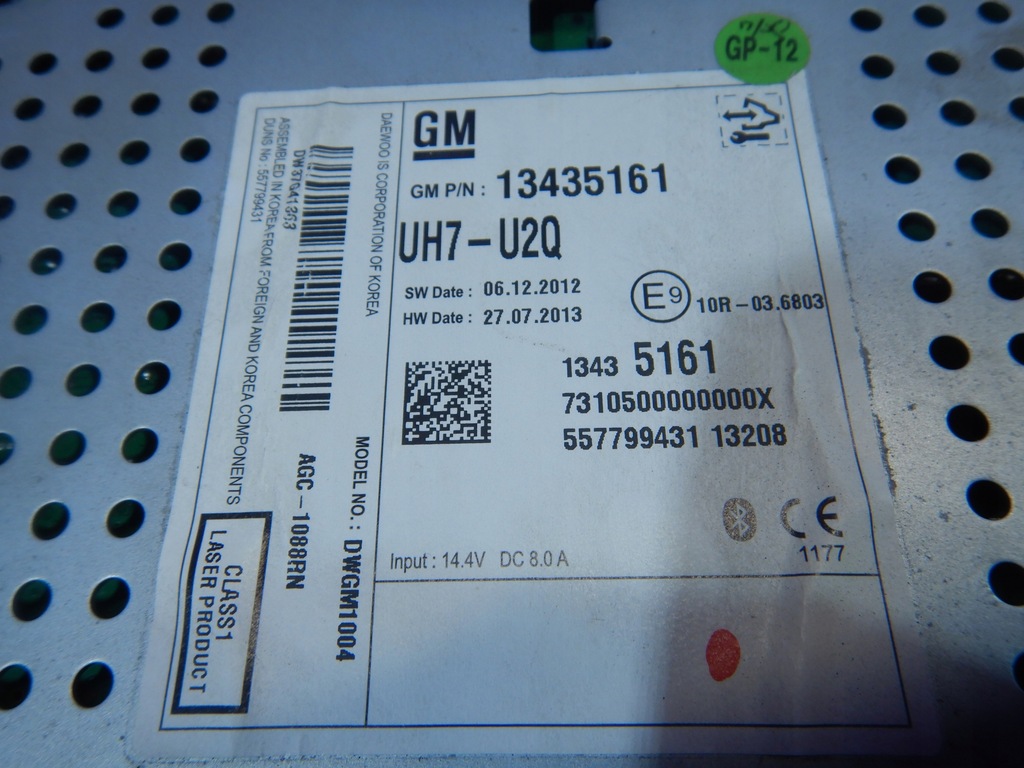 GP-12
GM
GM P/N : 13435161
UH7-U2Q
SW Date : 06.12.2012
HW Date : 27.07.2013
E9 10R-03.6803
1343 5161
7310500000000X
557799431 13208
CE
1177
Input : 14.4V DC 8.0 A
DAEWOO IS CORPORATION OF KOREA
MODEL NO.: DWGM1004
AGC-1088RN
ASSEMBLED IN KOREA FROM FOREIGN AND KOREA COMPONENTS
DUNS No : 557799431
CLASS1
LASER PRODUCT